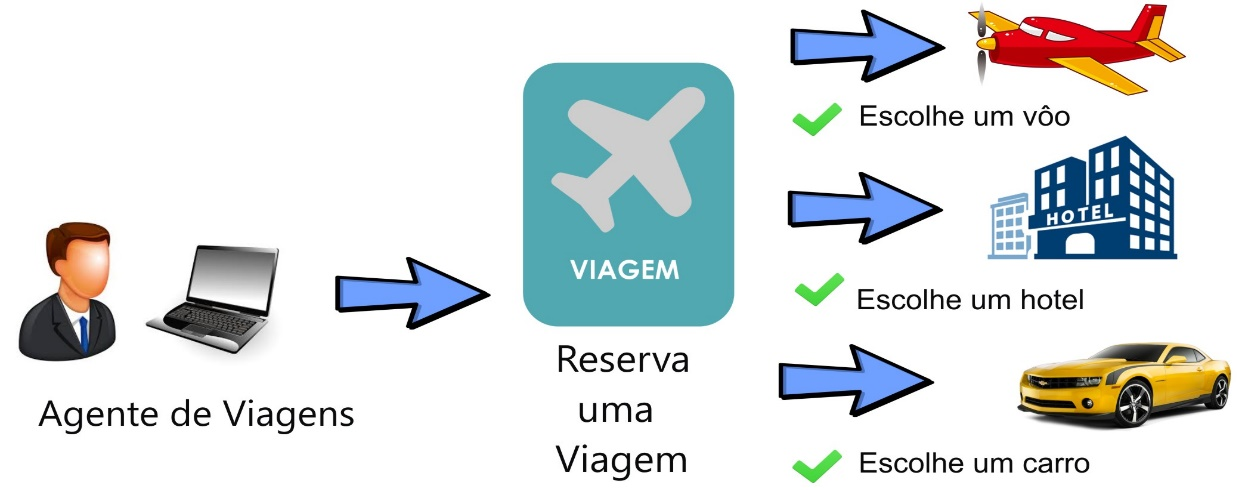 Agente de Viagens
VIAGEM
Reserva
uma
Viagem
Escolhe um vôo
HOTEL
Escolhe um hotel
Escolhe um carro